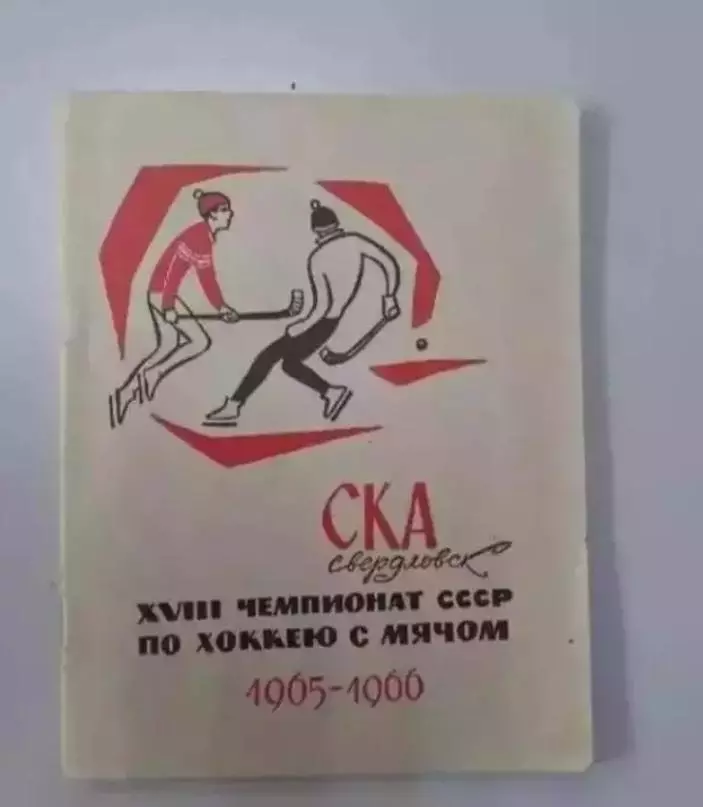 СКА
свердловск
XVIII ЧЕМПИОНАТ СССР
ПО ХОККЕЮ С МЯЧОМ
1965-1966